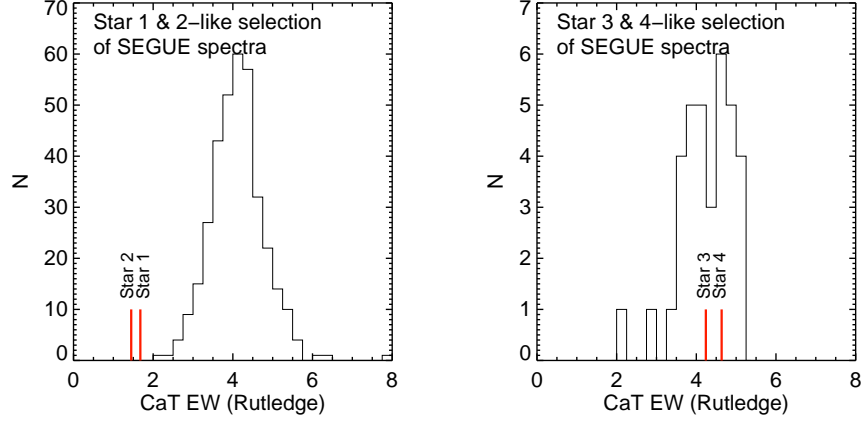 Star 1 & 2−like selection
of SEGUE spectra
70
60
50
40
30
20
10
0
N
Star 2
Star 1
0 2 4 6 8
CaT EW (Rutledge)
Star 3 & 4−like selection
of SEGUE spectra
7
6
5
4
3
2
1
0
N
Star 3
Star 4
0 2 4 6 8
CaT EW (Rutledge)